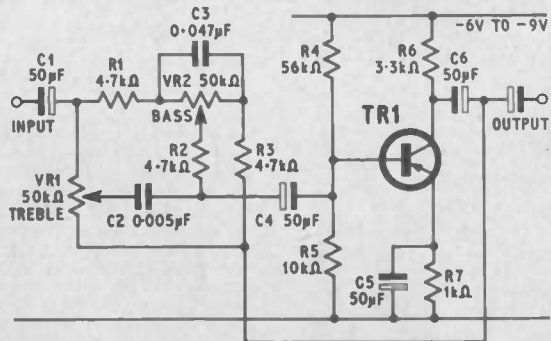 C3
0·047µF
-6V TO -9V
C1
50µF
R1
4·7kΩ
VR2 50kΩ
BASS
R4
56kΩ
R6
3·3kΩ
C6
50µF
INPUT
TR1
OUTPUT
R2
4·7kΩ
R3
4·7kΩ
VR1
50kΩ
TREBLE
C2 0·005µF
C4 50µF
R5
10kΩ
C5
50µF
R7
1kΩ